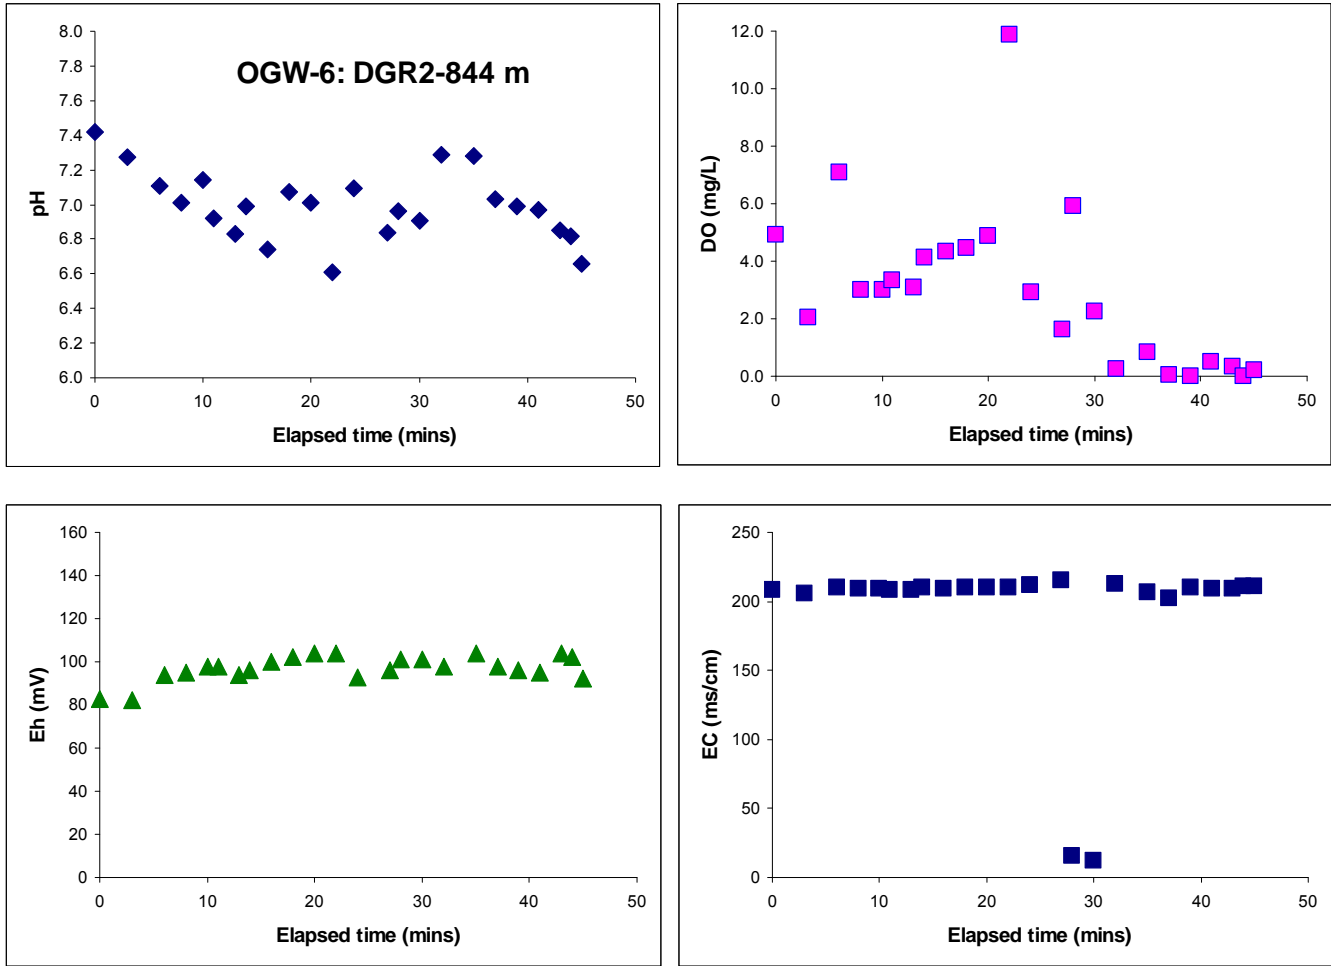 OGW-6: DGR2-844 m
pH
8.0
7.8
7.6
7.4
7.2
7.0
6.8
6.6
6.4
6.2
6.0
0 10 20 30 40 50
Elapsed time (mins)
DO (mg/L)
12.0
10.0
8.0
6.0
4.0
2.0
0.0
0 10 20 30 40 50
Elapsed time (mins)
Eh (mV)
160
140
120
100
80
60
40
20
0
0 10 20 30 40 50
Elapsed time (mins)
EC (ms/cm)
250
200
150
100
50
0
0 10 20 30 40 50
Elapsed time (mins)